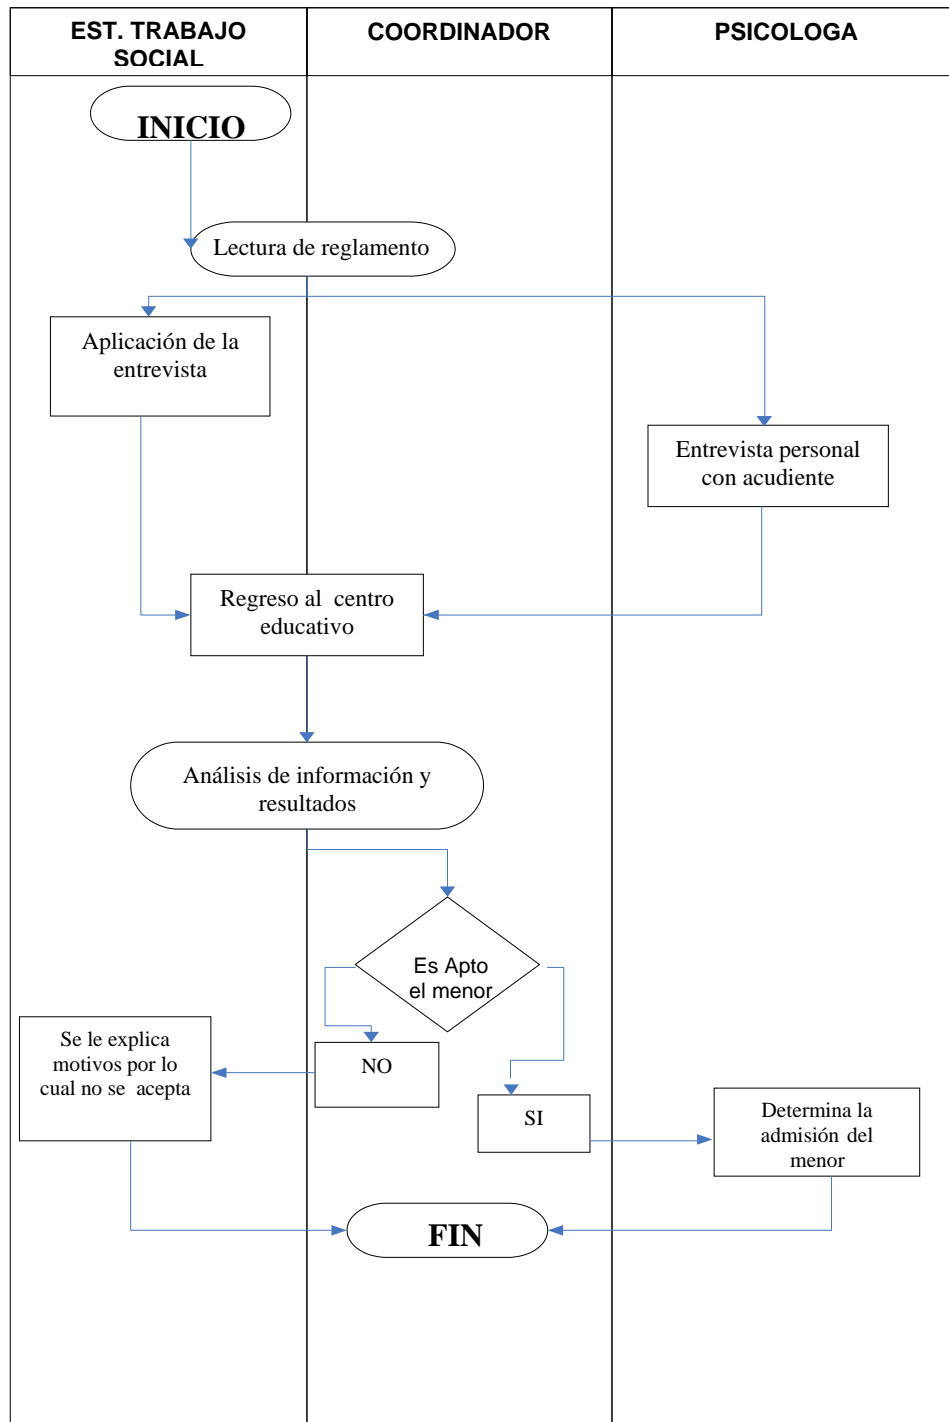 EST. TRABAJO
SOCIAL
COORDINADOR
PSICOLOGA
INICIO
Lectura de reglamento
Aplicación de la
entrevista
Entrevista personal
con acudiente
Regreso al centro
educativo
Análisis de información y
resultados
Es Apto
el menor
NO
SI
Se le explica
motivos por lo
cual no se acepta
Determina la
admisión del
menor
FIN